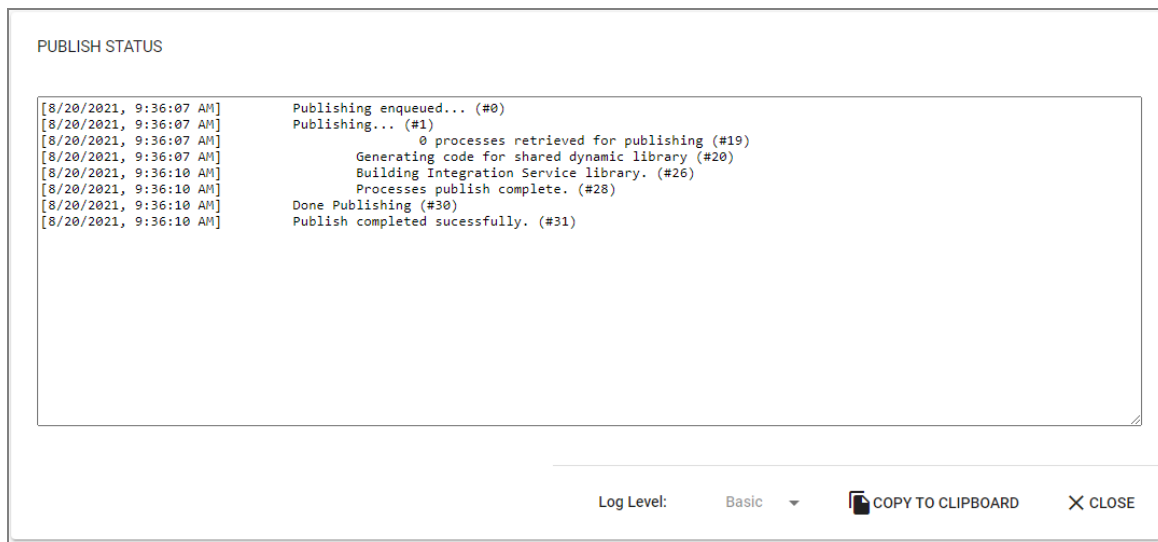 PUBLISH STATUS
[8/20/2021, 9:36:07 AM] Publishing enqueued... (#0)
[8/20/2021, 9:36:07 AM] Publishing... (#1)
[8/20/2021, 9:36:07 AM] 0 processes retrieved for publishing (#19)
[8/20/2021, 9:36:07 AM] Generating code for shared dynamic library (#20)
[8/20/2021, 9:36:10 AM] Building Integration Service library. (#26)
[8/20/2021, 9:36:10 AM] Processes publish complete. (#28)
[8/20/2021, 9:36:10 AM] Done Publishing (#30)
[8/20/2021, 9:36:10 AM] Publish completed sucessfully. (#31)
Log Level: Basic COPY TO CLIPBOARD CLOSE